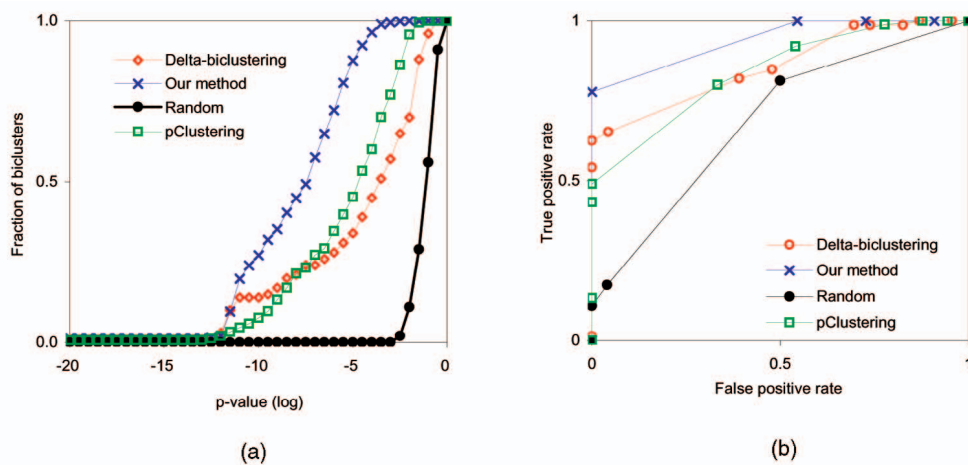 1.0
0.5
0.0
Fraction of biclusters
Delta-biclustering
Our method
Random
pClustering
-20
-15
-10
-5
0
p-value (log)
(a)
1
0.5
0
True positive rate
Delta-biclustering
Our method
Random
pClustering
0
0.5
1
False positive rate
(b)